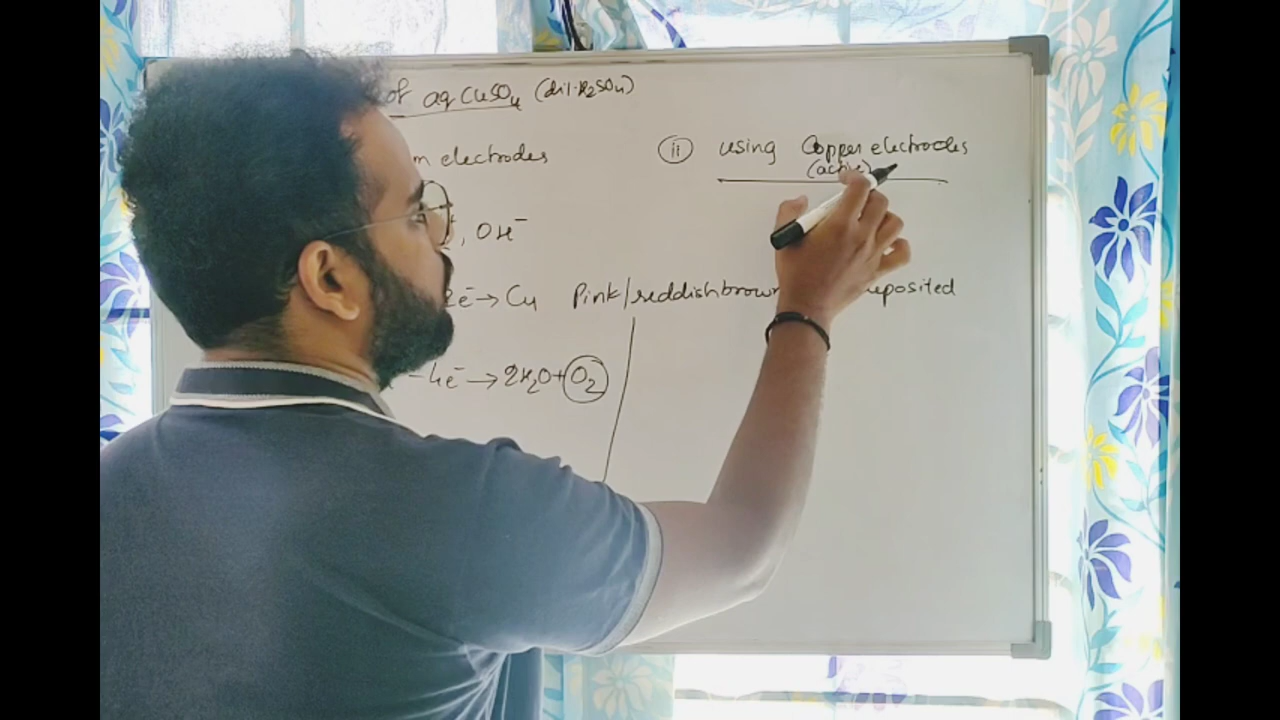 of aq CuSO4 (dil. H2SO4)
electrodes
(ii) using Copper electrodes
(active)
, OH⁻
2e⁻ → Cu Pink/reddish brown
-4e⁻ → 2H2O + O2